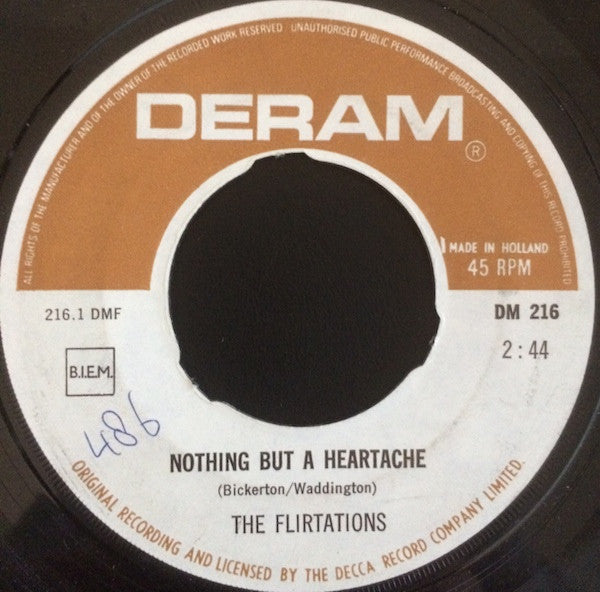 ALL RIGHTS OF THE MANUFACTURER AND OF THE OWNER OF THE RECORDED WORK RESERVED UNAUTHORISED PUBLIC PERFORMANCE BROADCASTING AND COPYING OF THIS RECORD PROHIBITED
DERAM
®
MADE IN HOLLAND
45 RPM
216.1 DMF
DM 216
2:44
B.I.E.M.
486
NOTHING BUT A HEARTACHE
(Bickerton/Waddington)
THE FLIRTATIONS
ORIGINAL RECORDING AND LICENSED BY THE DECCA RECORD COMPANY LIMITED.